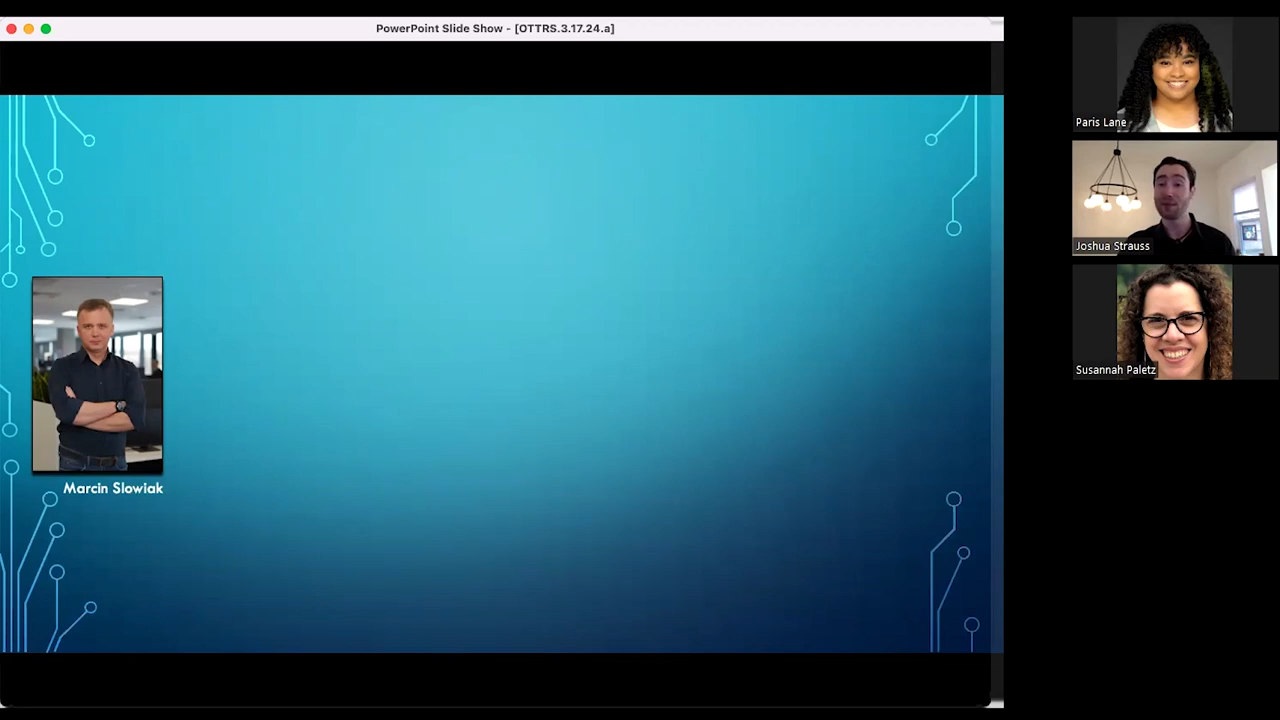 PowerPoint Slide Show - [OTTRS.3.17.24.a]
Marcin Slowiak
Paris Lane
Joshua Strauss
Susannah Paletz